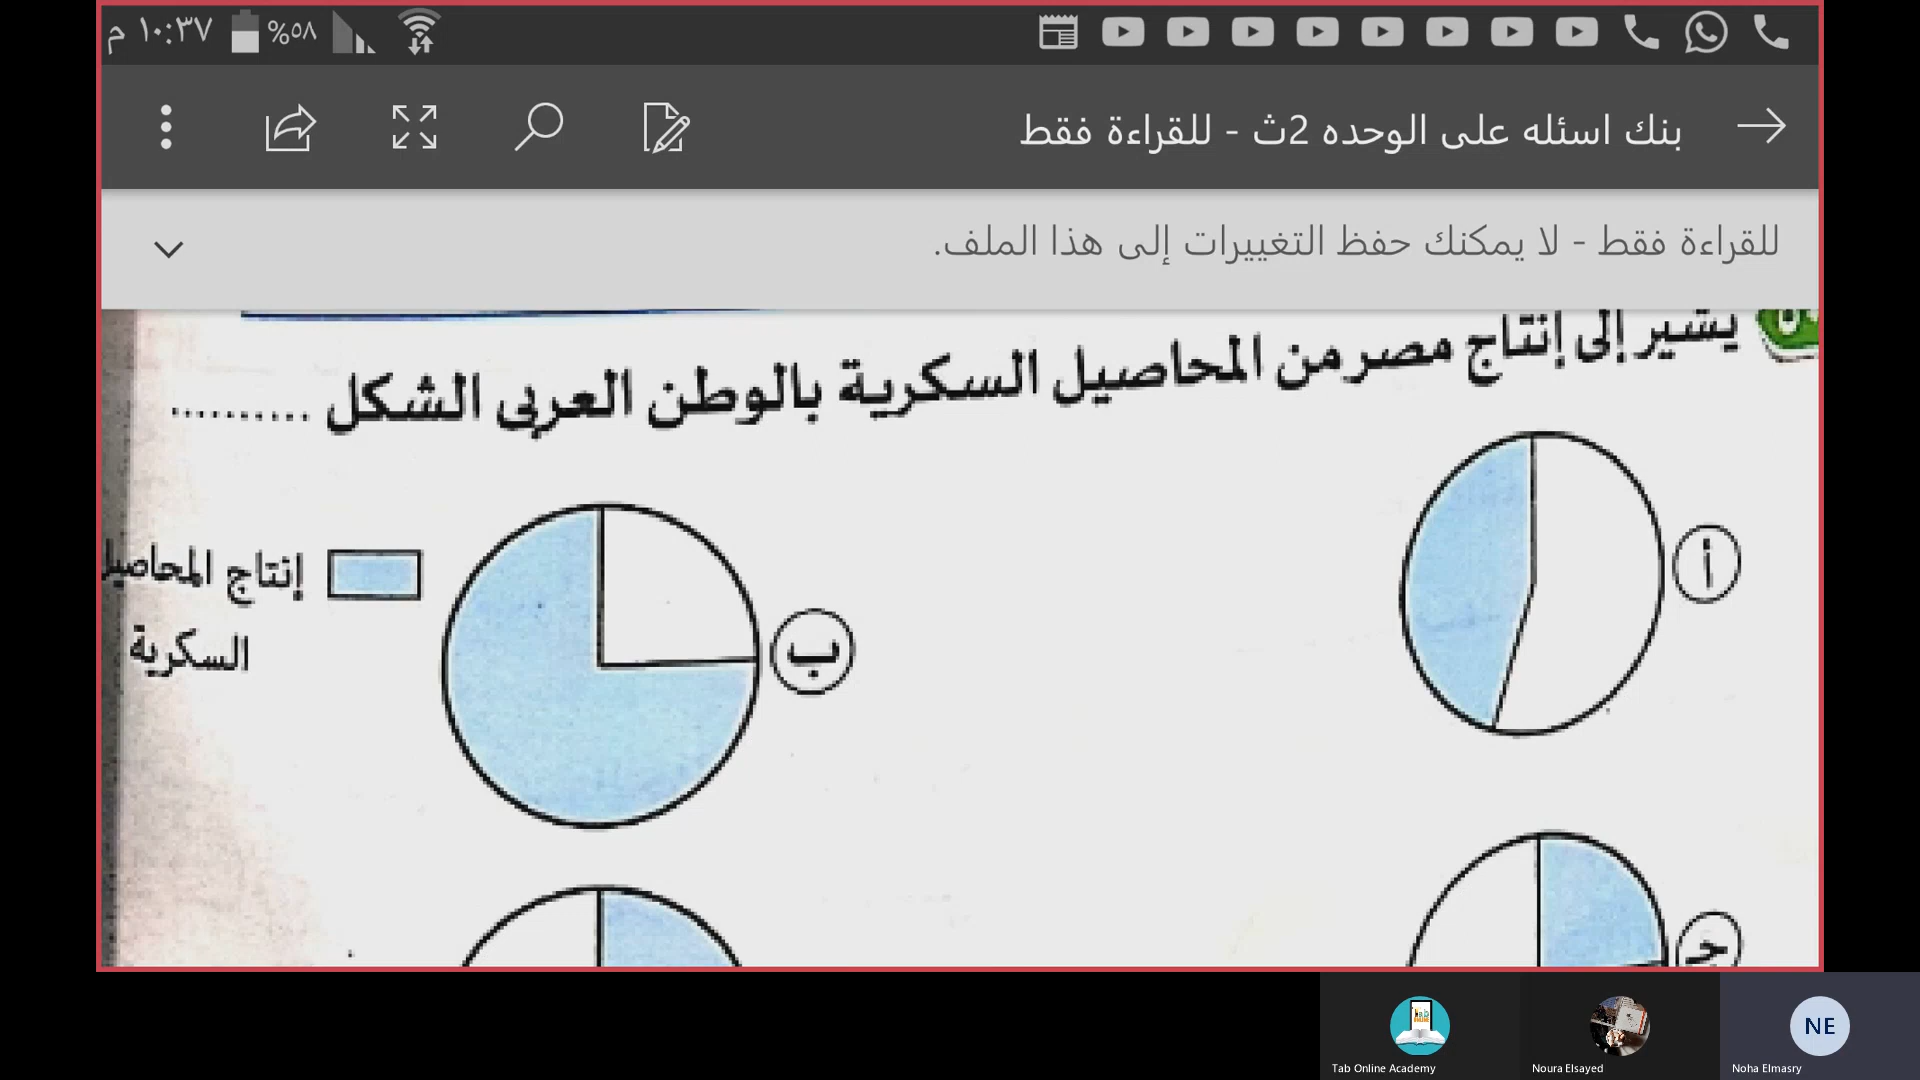 ١٠:٣٧ م
%٥٨
بنك اسئله على الوحده 2ث - للقراءة فقط
للقراءة فقط - لا يمكنك حفظ التغييرات إلى هذا الملف.
يشير إلى إنتاج مصر من المحاصيل السكرية بالوطن العربى الشكل ..........
أ
ب
إنتاج المحاصيل
السكرية
ج
Tab Online Academy
Noura Elsayed
NE
Noha Elmasry